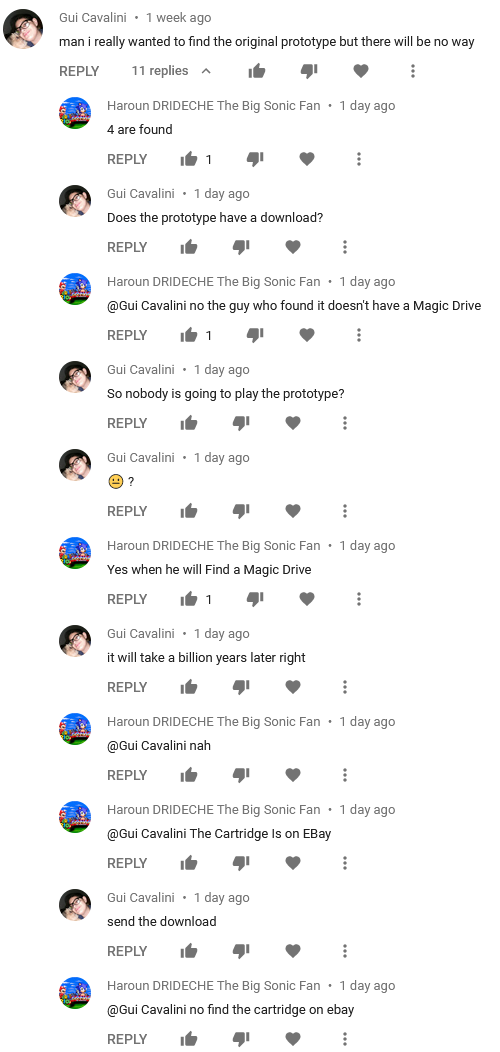 Gui Cavalini • 1 week ago
man i really wanted to find the original prototype but there will be no way
REPLY 11 replies
Haroun DRIDECHE The Big Sonic Fan • 1 day ago
4 are found
REPLY 1
Gui Cavalini • 1 day ago
Does the prototype have a download?
REPLY
Haroun DRIDECHE The Big Sonic Fan • 1 day ago
@Gui Cavalini no the guy who found it doesn't have a Magic Drive
REPLY 1
Gui Cavalini • 1 day ago
So nobody is going to play the prototype?
REPLY
Gui Cavalini • 1 day ago
😐 ?
REPLY
Haroun DRIDECHE The Big Sonic Fan • 1 day ago
Yes when he will Find a Magic Drive
REPLY 1
Gui Cavalini • 1 day ago
it will take a billion years later right
REPLY
Haroun DRIDECHE The Big Sonic Fan • 1 day ago
@Gui Cavalini nah
REPLY
Haroun DRIDECHE The Big Sonic Fan • 1 day ago
@Gui Cavalini The Cartridge Is on EBay
REPLY
Gui Cavalini • 1 day ago
send the download
REPLY
Haroun DRIDECHE The Big Sonic Fan • 1 day ago
@Gui Cavalini no find the cartridge on ebay
REPLY